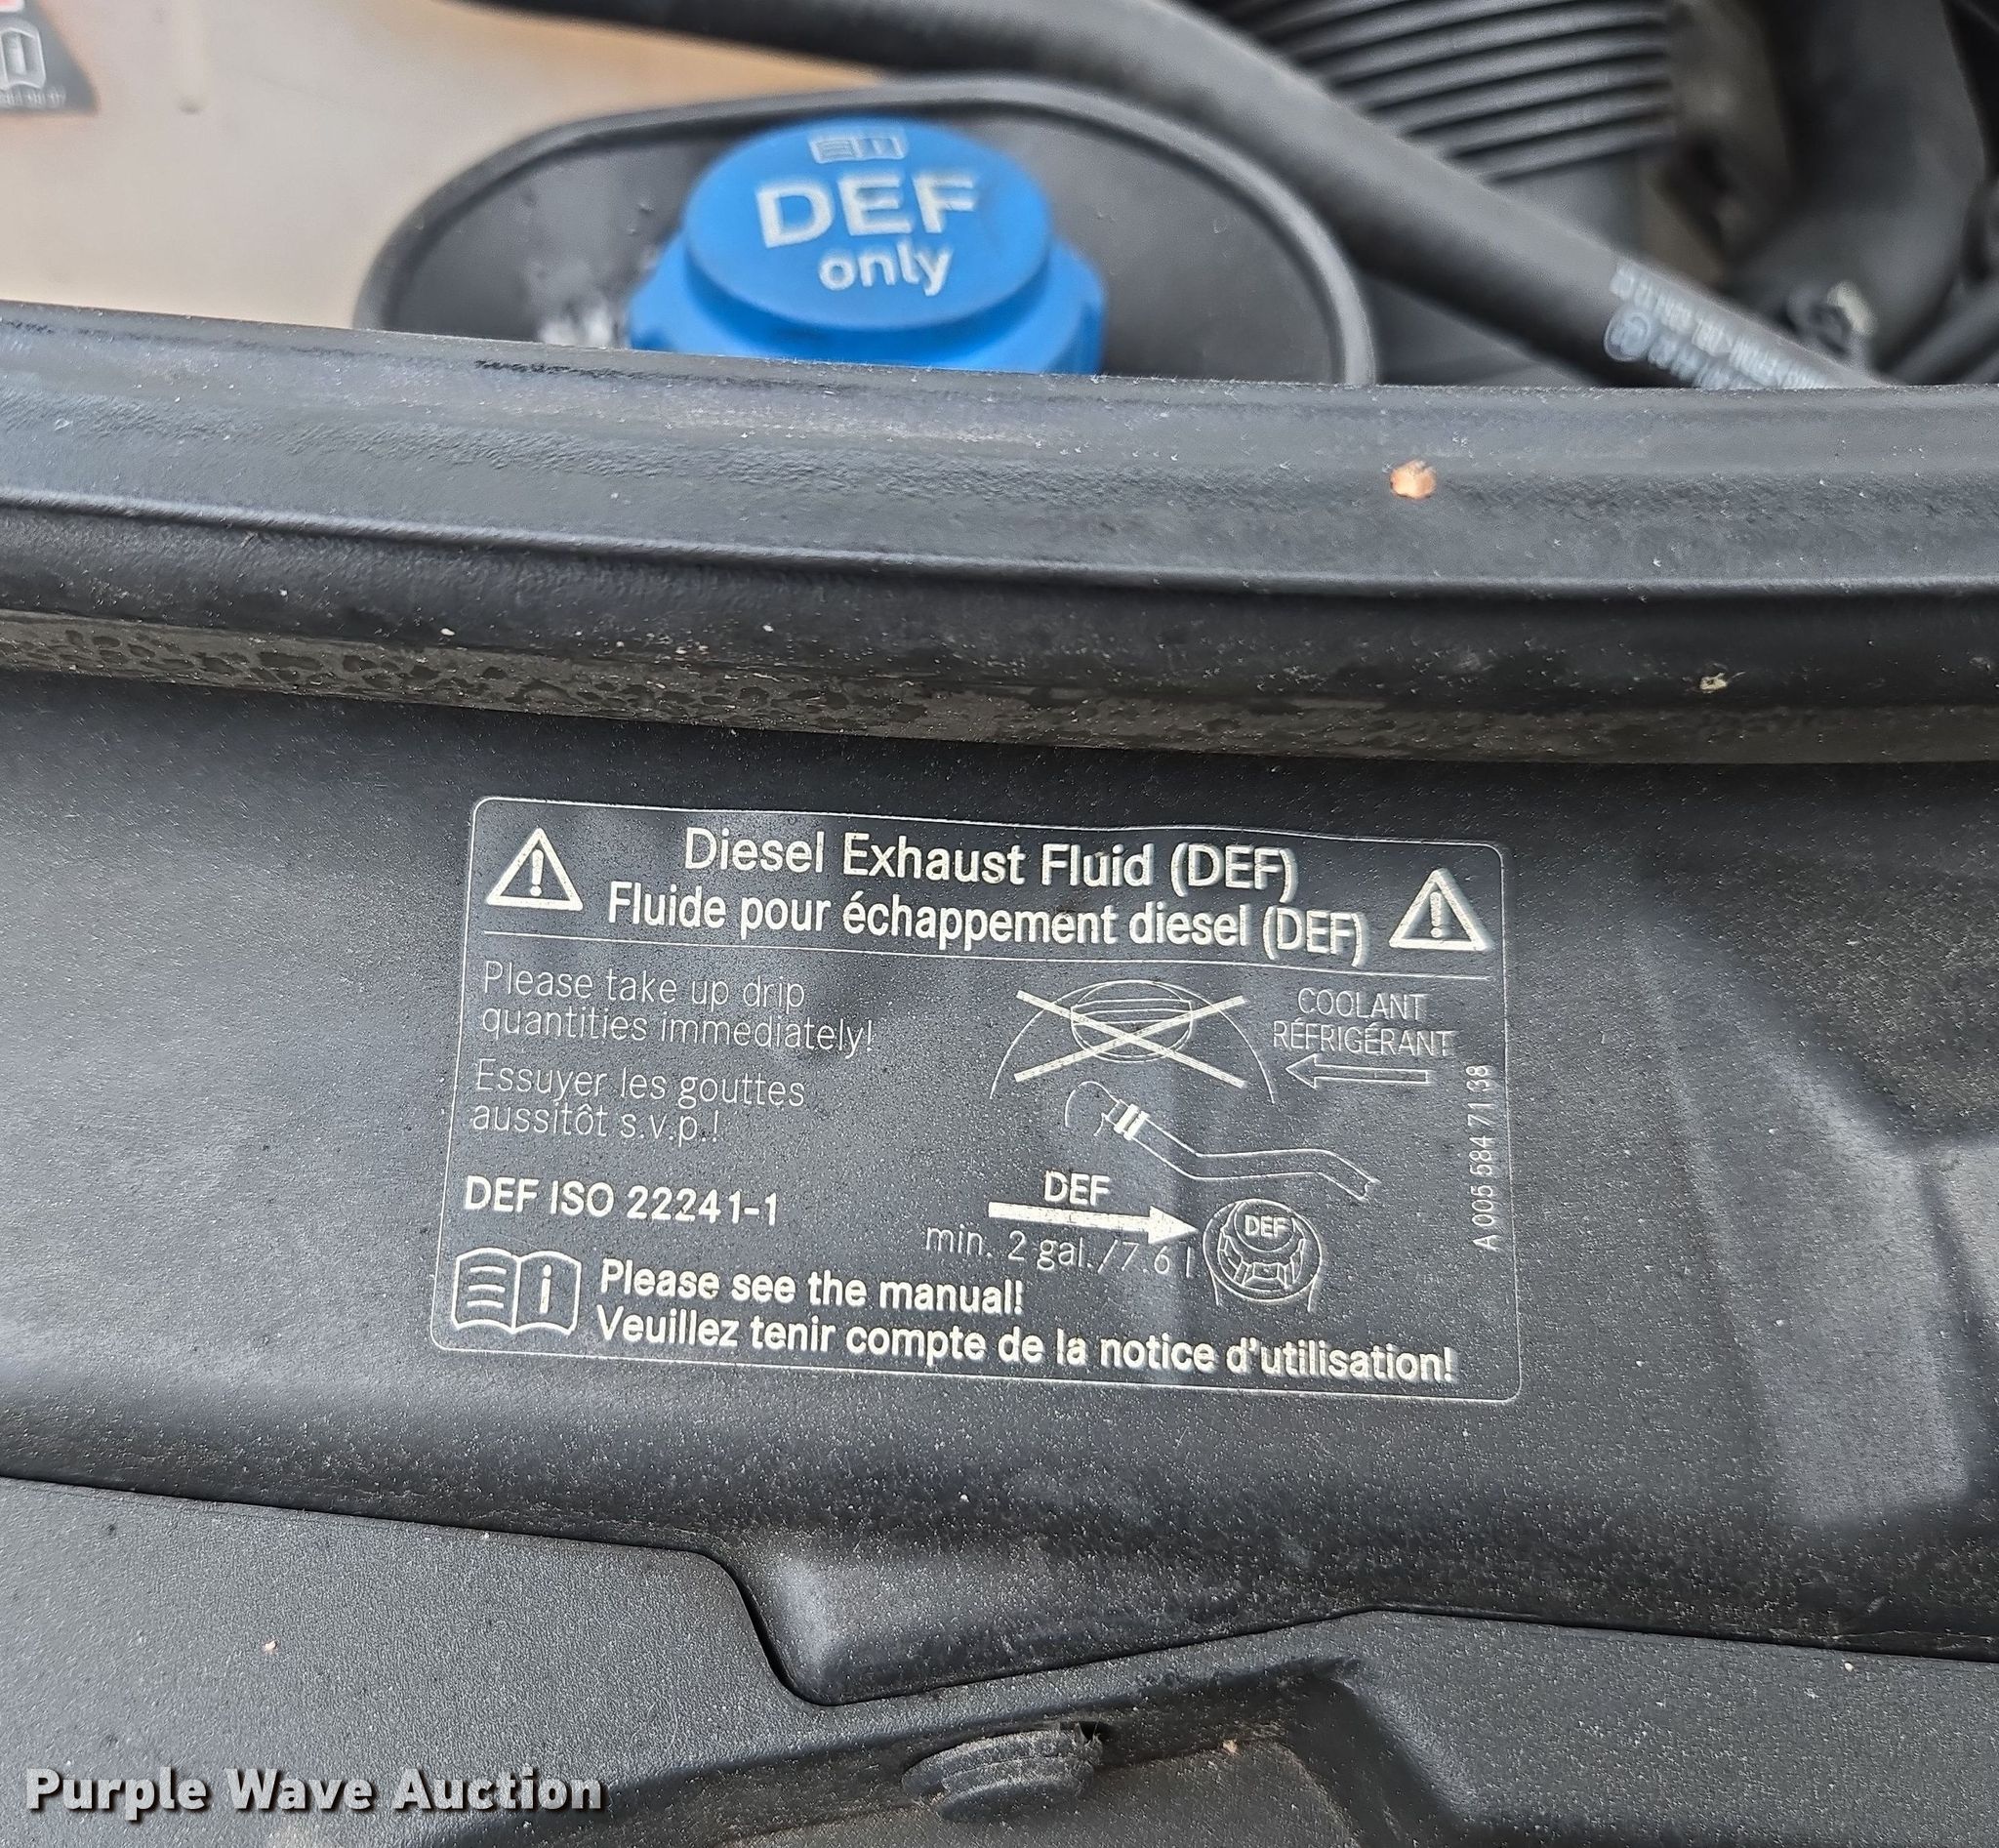 DEF
only
Diesel Exhaust Fluid (DEF)
Fluide pour échappement diesel (DEF)
Please take up drip
quantities immediately!
Essuyer les gouttes
aussitôt s.v.p.!
COOLANT
RÉFRIGÉRANT
DEF ISO 22241-1
DEF
min. 2 gal./7.6 l
DEF
A 005 584 71 38
Please see the manual!
Veuillez tenir compte de la notice d'utilisation!
Purple Wave Auction